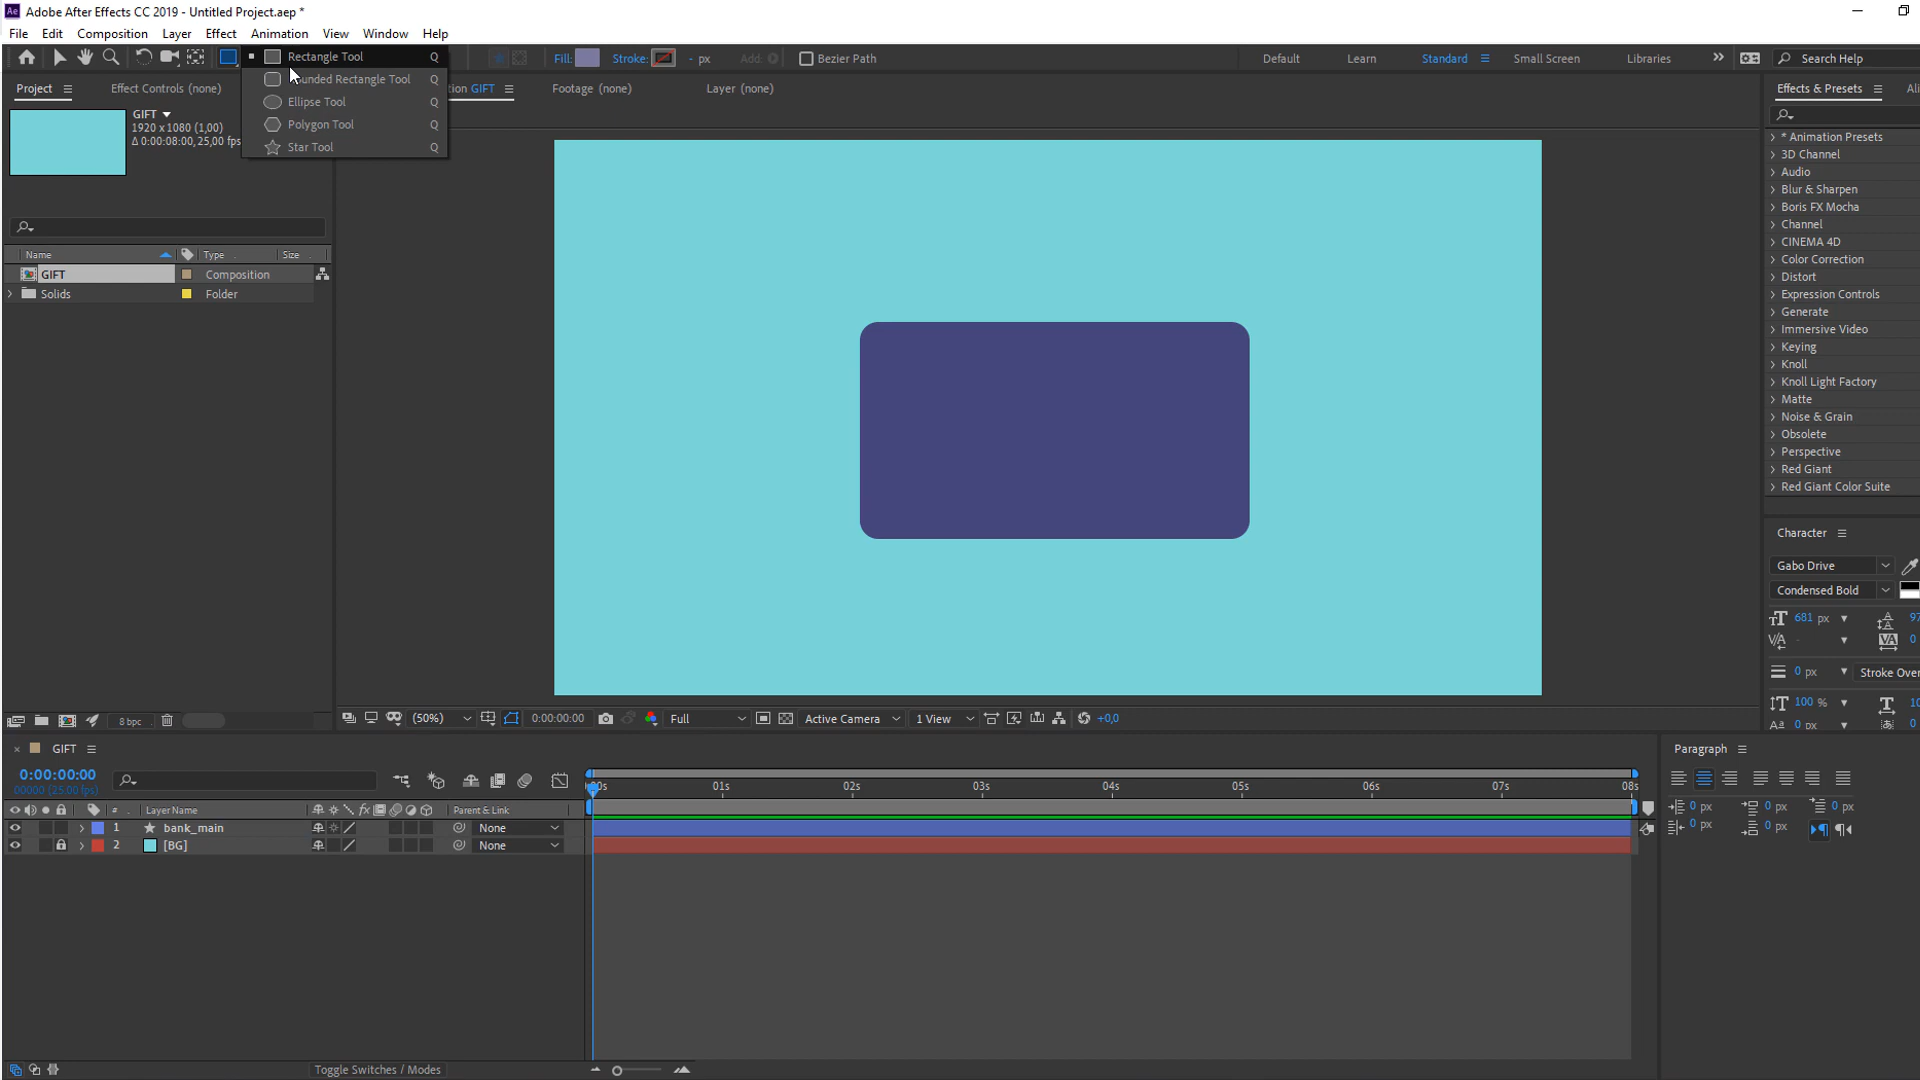 Ae Adobe After Effects CC 2019 - Untitled Project.aep *
File Edit Composition Layer Effect Animation View Window Help
Rectangle Tool Q
Fill: Stroke: - px Add: Bezier Path
Default Learn Standard Small Screen Libraries Search Help
Rounded Rectangle Tool Q
Ellipse Tool Q
Polygon Tool Q
Star Tool Q
Project Effect Controls (none)
GIFT Footage (none) Layer (none)
Effects & Presets
GIFT
1920 x 1080 (1,00)
Δ 0:00:08:00, 25,00 fps
* Animation Presets
3D Channel
Audio
Blur & Sharpen
Boris FX Mocha
Channel
CINEMA 4D
Color Correction
Distort
Expression Controls
Generate
Immersive Video
Keying
Knoll
Knoll Light Factory
Matte
Noise & Grain
Obsolete
Perspective
Red Giant
Red Giant Color Suite
Name Type Size
GIFT Composition
Solids Folder
Character
Gabo Drive
Condensed Bold
681 px
0
0 px Stroke Over
100 %
0 px 0
8 bpc
(50%) 0:00:00:00 Full Active Camera 1 View +0,0
GIFT
0:00:00:00
00000 (25.00 fps)
00s 01s 02s 03s 04s 05s 06s 07s 08s
# Layer Name fx Parent & Link
1 bank_main None
2 [BG] None
Paragraph
0 px 0 px 0 px
0 px 0 px
Toggle Switches / Modes